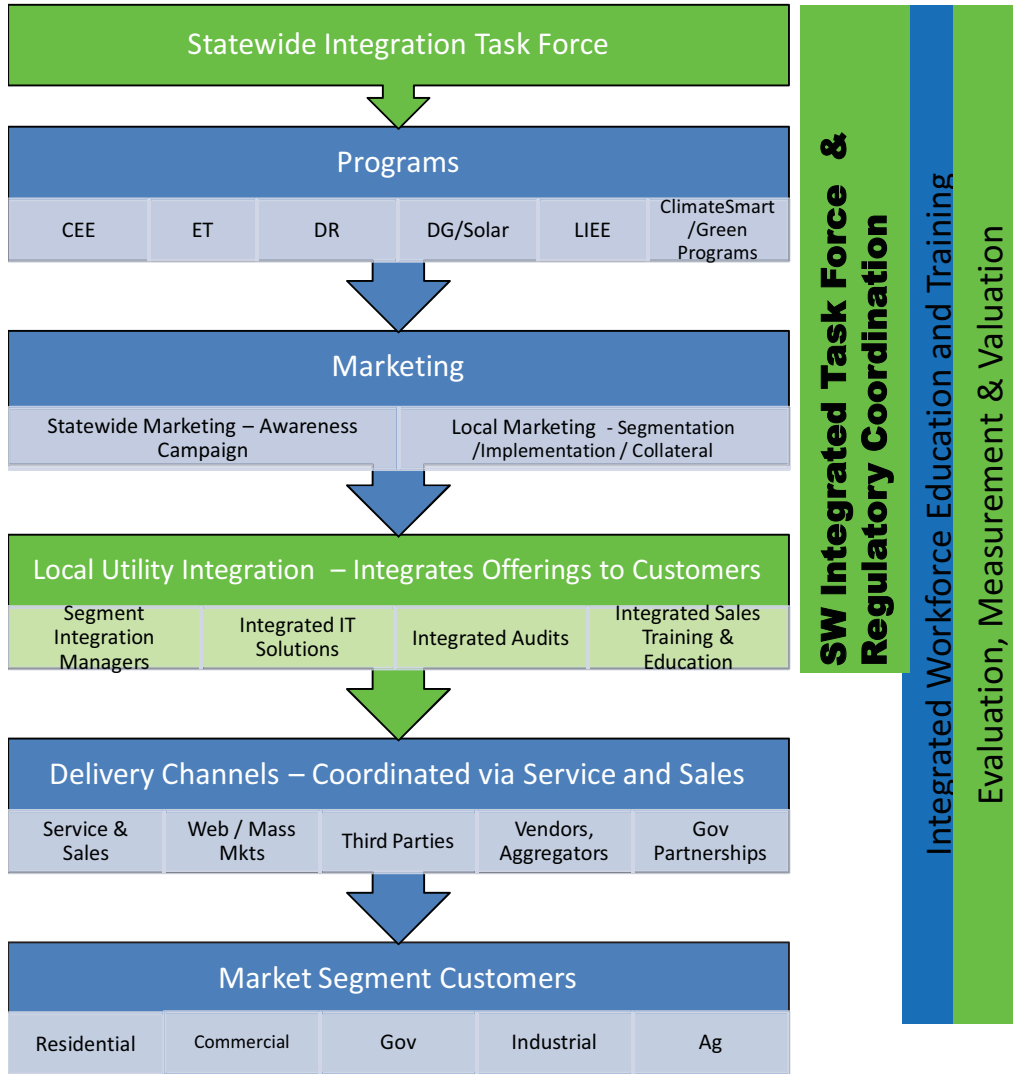 Statewide Integration Task Force
Programs
CEE
ET
DR
DG/Solar
LIEE
ClimateSmart
/Green
Programs
Marketing
Statewide Marketing – Awareness
Campaign
Local Marketing - Segmentation
/Implementation / Collateral
Local Utility Integration – Integrates Offerings to Customers
Segment
Integration
Managers
Integrated IT
Solutions
Integrated Audits
Integrated Sales
Training &
Education
Delivery Channels – Coordinated via Service and Sales
Service &
Sales
Web / Mass
Mkts
Third Parties
Vendors,
Aggregators
Gov
Partnerships
Market Segment Customers
Residential
Commercial
Gov
Industrial
Ag
SW Integrated Task Force &
Regulatory Coordination
Integrated Workforce Education and Training
Evaluation, Measurement & Valuation